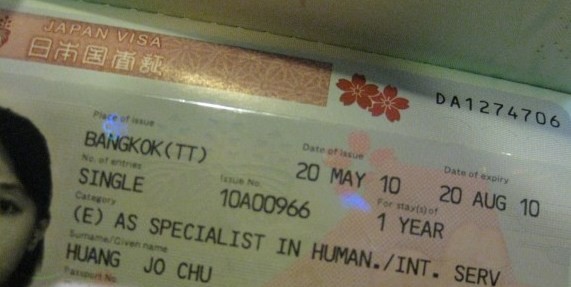 JAPAN VISA
日本国査証
DA1274706
Place of issue
BANGKOK(TT)
Date of issue
20 MAY 10
Date of expiry
20 AUG 10
No. of entries
SINGLE
Issue No.
10A00966
For stay(s) of
1 YEAR
Category
(E) AS SPECIALIST IN HUMAN./INT. SERV
Surname/Given name
HUANG JO CHU
Passport No.